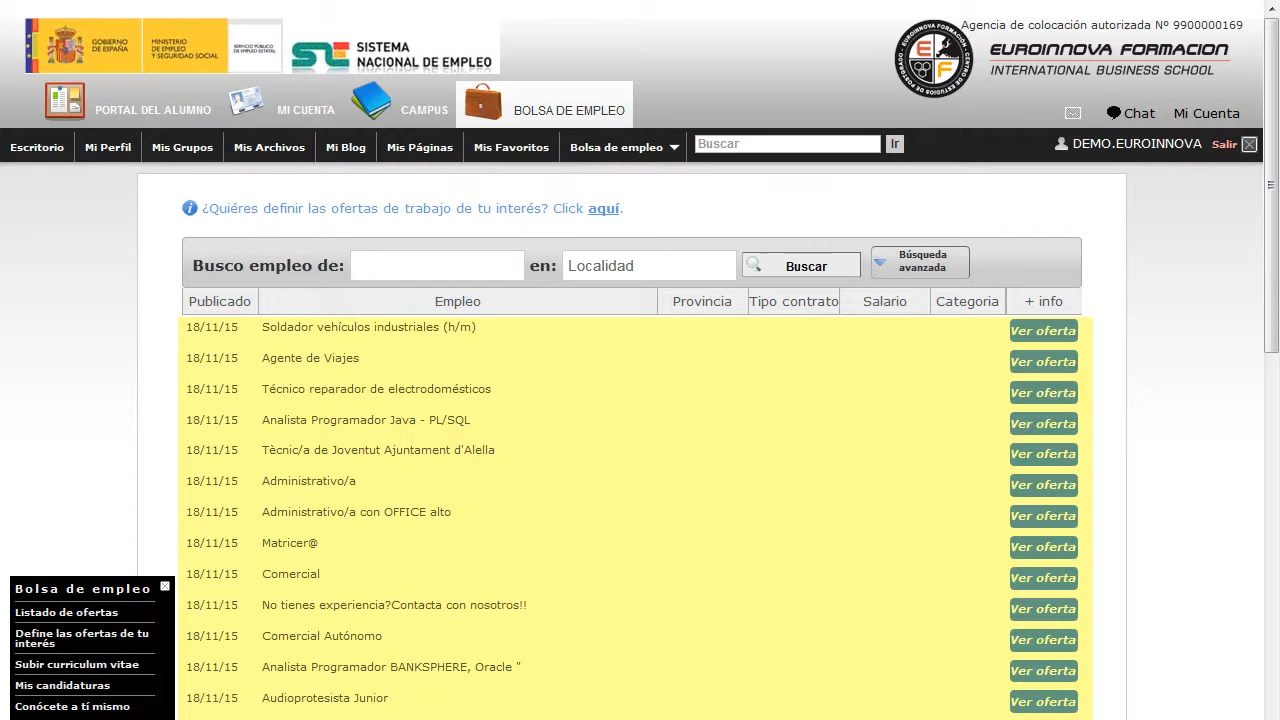 GOBIERNO DE ESPAÑA
MINISTERIO DE EMPLEO Y SEGURIDAD SOCIAL
SERVICIO PÚBLICO DE EMPLEO ESTATAL
SISTEMA NACIONAL DE EMPLEO
Agencia de colocación autorizada Nº 9900000169
EUROINNOVA FORMACION
INTERNATIONAL BUSINESS SCHOOL
PORTAL DEL ALUMNO
MI CUENTA
CAMPUS
BOLSA DE EMPLEO
Chat
Mi Cuenta
Escritorio
Mi Perfil
Mis Grupos
Mis Archivos
Mi Blog
Mis Páginas
Mis Favoritos
Bolsa de empleo
Buscar
Ir
DEMO.EUROINNOVA
Salir
¿Quiéres definir las ofertas de trabajo de tu interés? Click aquí.
Busco empleo de:
en:
Localidad
Buscar
Búsqueda avanzada
Publicado Empleo Provincia Tipo contrato Salario Categoria + info
18/11/15 Soldador vehículos industriales (h/m) Ver oferta
18/11/15 Agente de Viajes Ver oferta
18/11/15 Técnico reparador de electrodomésticos Ver oferta
18/11/15 Analista Programador Java - PL/SQL Ver oferta
18/11/15 Tècnic/a de Joventut Ajuntament d'Alella Ver oferta
18/11/15 Administrativo/a Ver oferta
18/11/15 Administrativo/a con OFFICE alto Ver oferta
18/11/15 Matricer@ Ver oferta
18/11/15 Comercial Ver oferta
18/11/15 No tienes experiencia?Contacta con nosotros!! Ver oferta
18/11/15 Comercial Autónomo Ver oferta
18/11/15 Analista Programador BANKSPHERE, Oracle " Ver oferta
18/11/15 Audioprotesista Junior Ver oferta
Bolsa de empleo
Listado de ofertas
Define las ofertas de tu
interés
Subir curriculum vitae
Mis candidaturas
Conócete a tí mismo